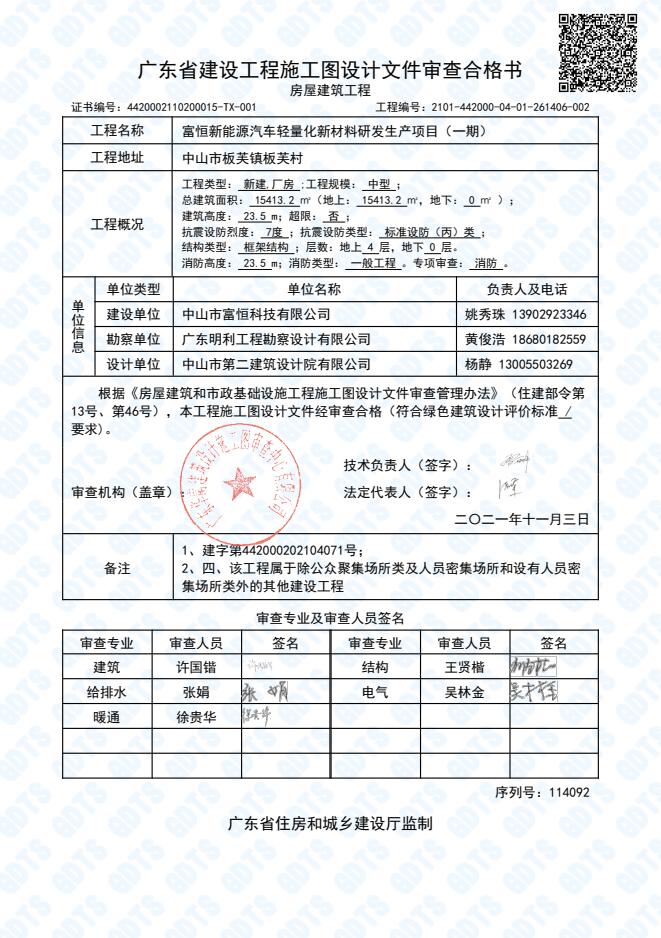 广东省建设工程施工图设计文件审查合格书
房屋建筑工程
证书编号：4420002110200015-TX-001 工程编号：2101-442000-04-01-261406-002
工程名称 富恒新能源汽车轻量化新材料研发生产项目（一期）
工程地址 中山市板芙镇板芙村
工程概况
工程类型： 新建,厂房 ;工程规模： 中型 ;
总建筑面积： 15413.2 ㎡（地上： 15413.2 ㎡，地下： 0 ㎡ ）;
建筑高度： 23.5 m; 超限： 否 ;
抗震设防烈度： 7度 ; 抗震设防类型： 标准设防（丙）类 ;
结构类型： 框架结构 ; 层数：地上 4 层，地下 0 层。
消防高度： 23.5 m; 消防类型： 一般工程 。专项审查： 消防 。
单位信息
单位类型 单位名称 负责人及电话
建设单位 中山市富恒科技有限公司 姚秀珠 13902923346
勘察单位 广东明利工程勘察设计有限公司 黄俊浩 18680182559
设计单位 中山市第二建筑设计院有限公司 杨静 13005503269
根据《房屋建筑和市政基础设施工程施工图设计文件审查管理办法》（住建部令第
13号、第46号），本工程施工图设计文件经审查合格（符合绿色建筑设计评价标准 /
要求）。
技术负责人（签字）：
审查机构（盖章）： 法定代表人（签字）：
二〇二一年十一月三日
备注
1、建字第442000202104071号;
2、四、该工程属于除公众聚集场所类及人员密集场所和设有人员密
集场所类外的其他建设工程
审查专业及审查人员签名
审查专业 审查人员 签名 审查专业 审查人员 签名
建筑 许国锴 结构 王贤楷
给排水 张娟 张娟 电气 吴林金
暖通 徐贵华
序列号：114092
广东省住房和城乡建设厅监制
GDTS